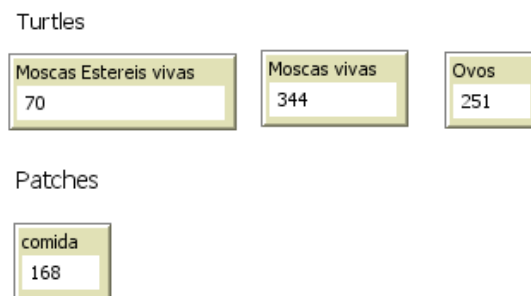 Turtles
Moscas Estereis vivas
70
Moscas vivas
344
Ovos
251
Patches
comida
168